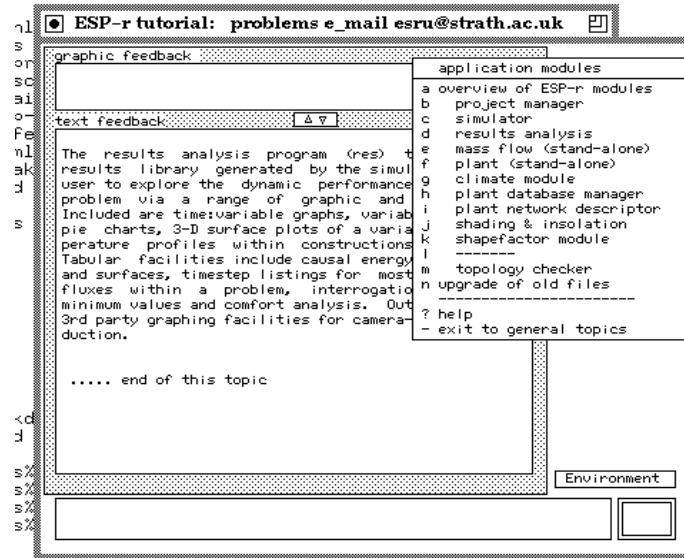 ESP-r tutorial: problems e_mail esru@strath.ac.uk
graphic feedback
text feedback
The results analysis program (res) t
results library generated by the simul
user to explore the dynamic performance
problem via a range of graphic and
Included are time:variable graphs, variab
pie charts, 3-D surface plots of a varia
perature profiles within constructions
Tabular facilities include causal energy
and surfaces, timestep listings for most
fluxes within a problem, interrogatio
minimum values and comfort analysis. Out
3rd party graphing facilities for camera-
duction.
..... end of this topic
application modules
a overview of ESP-r modules
b project manager
c simulator
d results analysis
e mass flow (stand-alone)
f plant (stand-alone)
g climate module
h plant database manager
i plant network descriptor
j shading & insolation
k shapefactor module
l -------
m topology checker
n upgrade of old files
-----------------------
? help
- exit to general topics
Environment